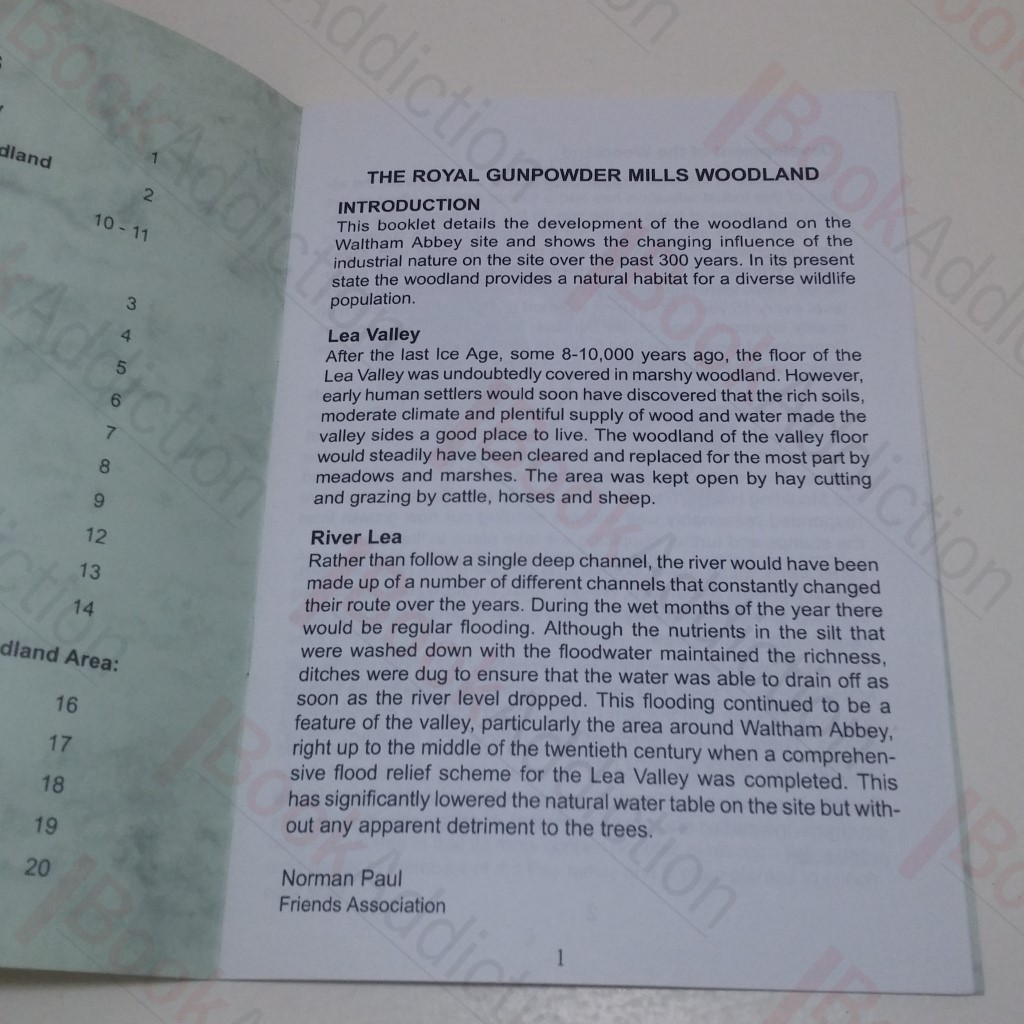 dland
1
2
10 - 11
3
4
5
6
7
8
9
12
13
14
dland Area:
16
17
18
19
20
THE ROYAL GUNPOWDER MILLS WOODLAND
INTRODUCTION
This booklet details the development of the woodland on the
Waltham Abbey site and shows the changing influence of the
industrial nature on the site over the past 300 years. In its present
state the woodland provides a natural habitat for a diverse wildlife
population.
Lea Valley
After the last Ice Age, some 8-10,000 years ago, the floor of the
Lea Valley was undoubtedly covered in marshy woodland. However,
early human settlers would soon have discovered that the rich soils,
moderate climate and plentiful supply of wood and water made the
valley sides a good place to live. The woodland of the valley floor
would steadily have been cleared and replaced for the most part by
meadows and marshes. The area was kept open by hay cutting
and grazing by cattle, horses and sheep.
River Lea
Rather than follow a single deep channel, the river would have been
made up of a number of different channels that constantly changed
their route over the years. During the wet months of the year there
would be regular flooding. Although the nutrients in the silt that
were washed down with the floodwater maintained the richness,
ditches were dug to ensure that the water was able to drain off as
soon as the river level dropped. This flooding continued to be a
feature of the valley, particularly the area around Waltham Abbey,
right up to the middle of the twentieth century when a comprehen-
sive flood relief scheme for the Lea Valley was completed. This
has significantly lowered the natural water table on the site but with-
out any apparent detriment to the trees.
Norman Paul
Friends Association
1
BookAddiction